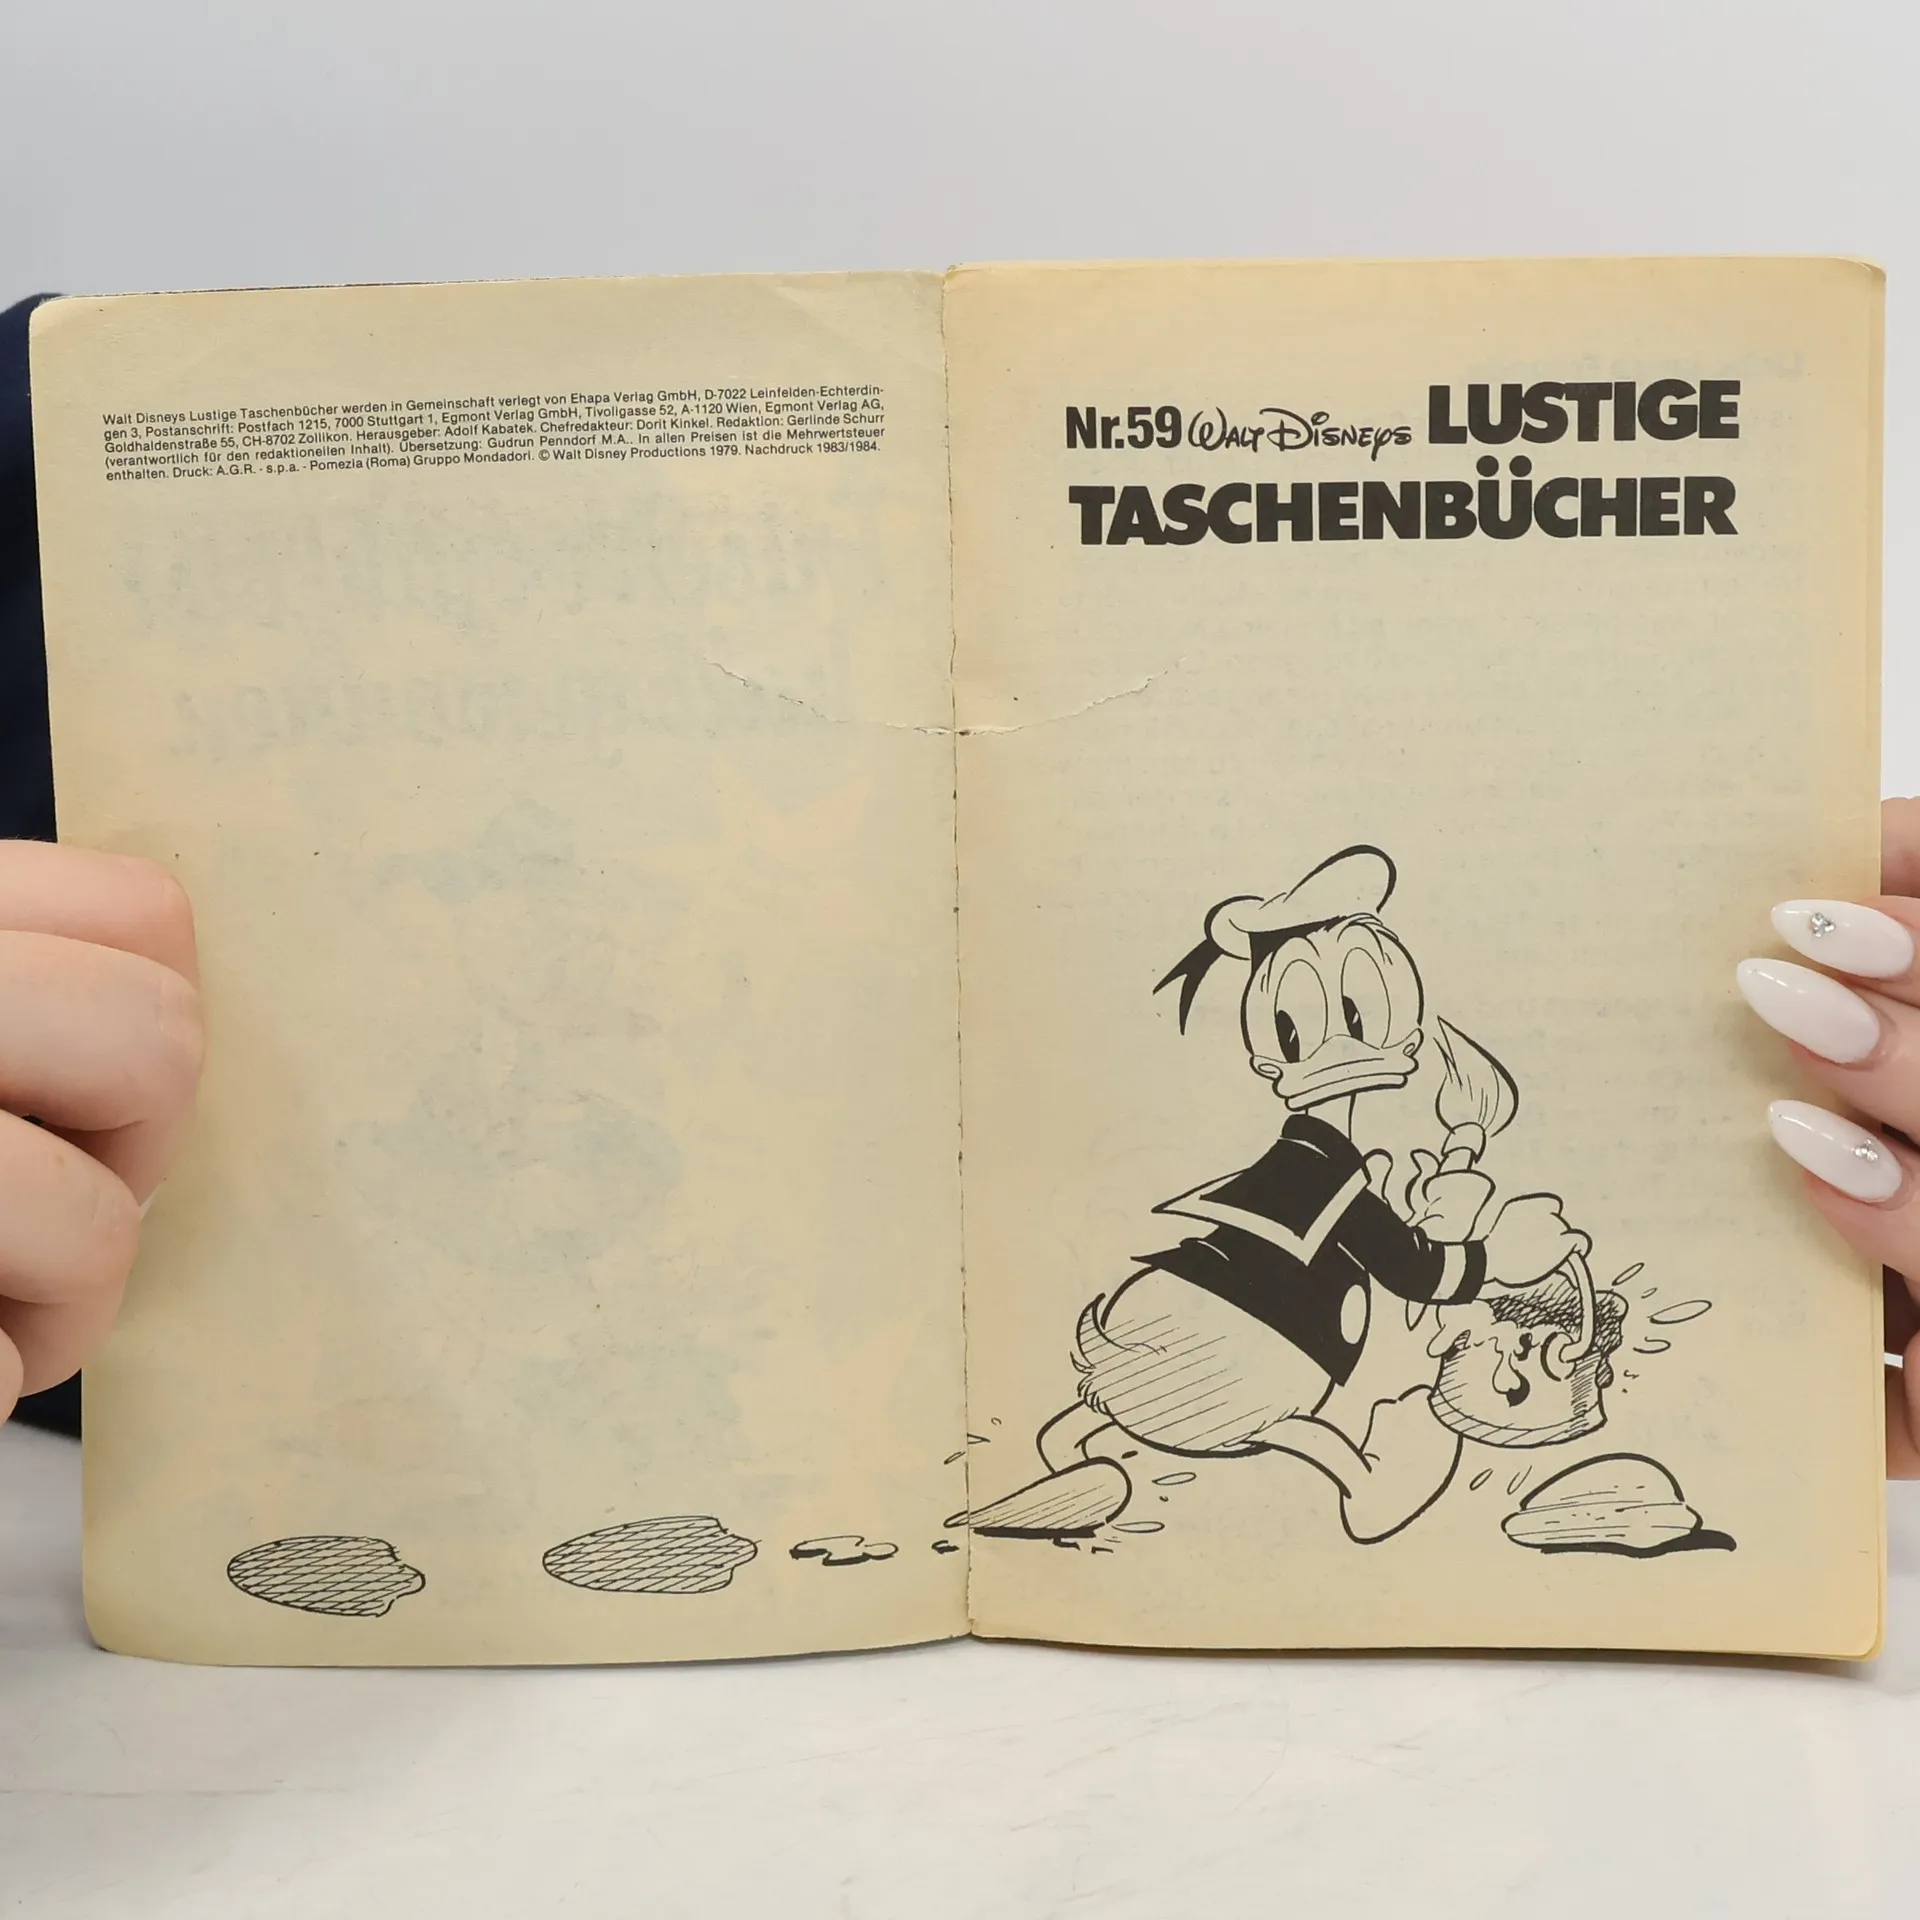 Walt Disneys Lustige Taschenbücher werden in Gemeinschaft verlegt von Ehapa Verlag GmbH, D-7022 Leinfelden-Echterdin-
gen 3, Postanschrift: Postfach 1215, 7000 Stuttgart 1, Egmont Verlag GmbH, Tivoligasse 52, A-1120 Wien, Egmont Verlag AG,
Goldhaldenstraße 55, CH-8702 Zollikon. Herausgeber: Adolf Kabatek. Chefredakteur: Dorit Kinkel. Redaktion: Gerlinde Schurr
(verantwortlich für den redaktionellen Inhalt). Übersetzung: Gudrun Penndorf M.A.. In allen Preisen ist die Mehrwertsteuer
enthalten. Druck: A.G.R. - s.p.a. - Pomezia (Roma) Gruppo Mondadori. © Walt Disney Productions 1979. Nachdruck 1983/1984.
Nr.59 WALT DISNEYS LUSTIGE
TASCHENBÜCHER